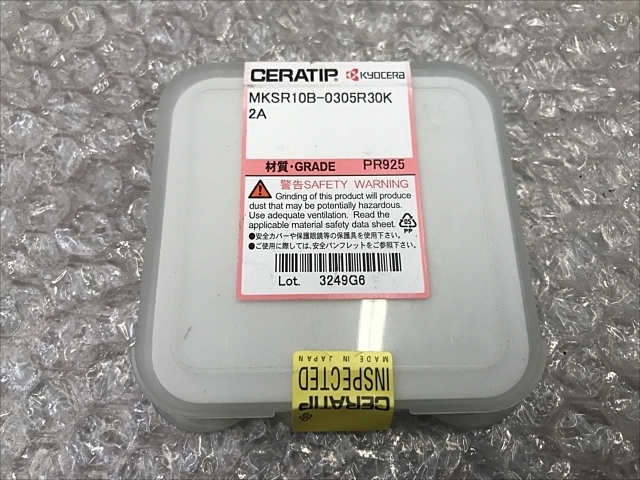 CERATIP KYOCERA
MKSR10B-0305R30K
2A
材質・GRADE PR925
警告SAFETY WARNING
Grinding of this product will produce
dust that may be potentially hazardous.
Use adequate ventilation. Read the
applicable material safety data sheet.
●安全カバーや保護眼鏡等の保護具を使用下さい。
●ご使用に際しては、安全パンフレットをご参照下さい。
95
PP
Lot. 3249G6
CERATIP
INSPECTED
MADE IN JAPAN